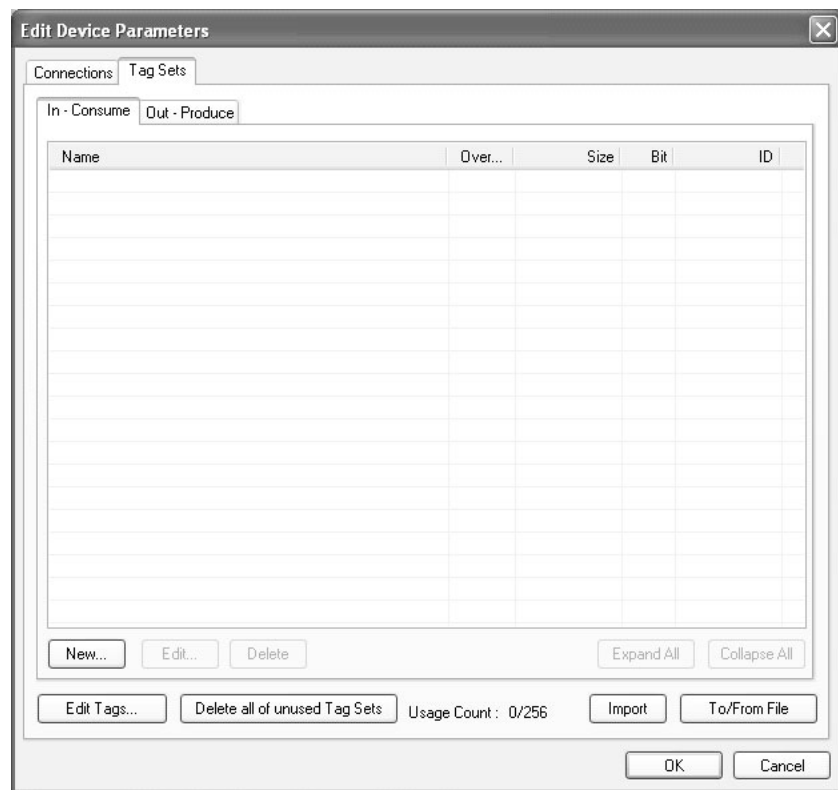 Edit Device Parameters
Connections Tag Sets
In - Consume Out - Produce
Name Over... Size Bit ID
New... Edit... Delete Expand All Collapse All
Edit Tags... Delete all of unused Tag Sets Usage Count : 0/256 Import To/From File
OK Cancel